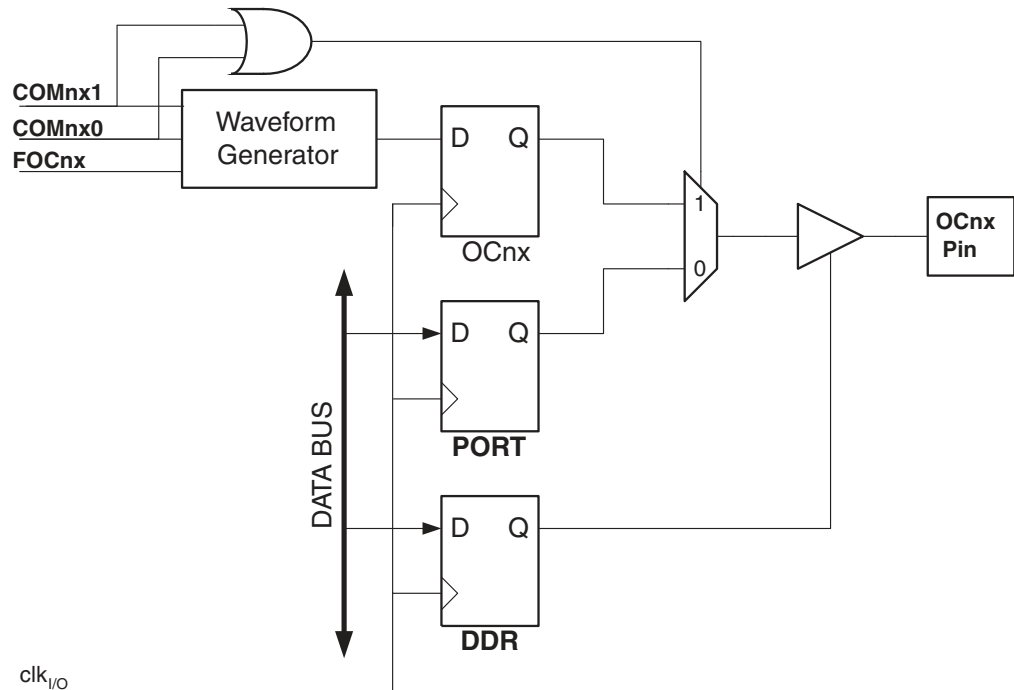 COMnx1
COMnx0
FOCnx
Waveform
Generator
D Q
OCnx
1
0
OCnx
Pin
D Q
PORT
D Q
DDR
DATA BUS
clkI/O